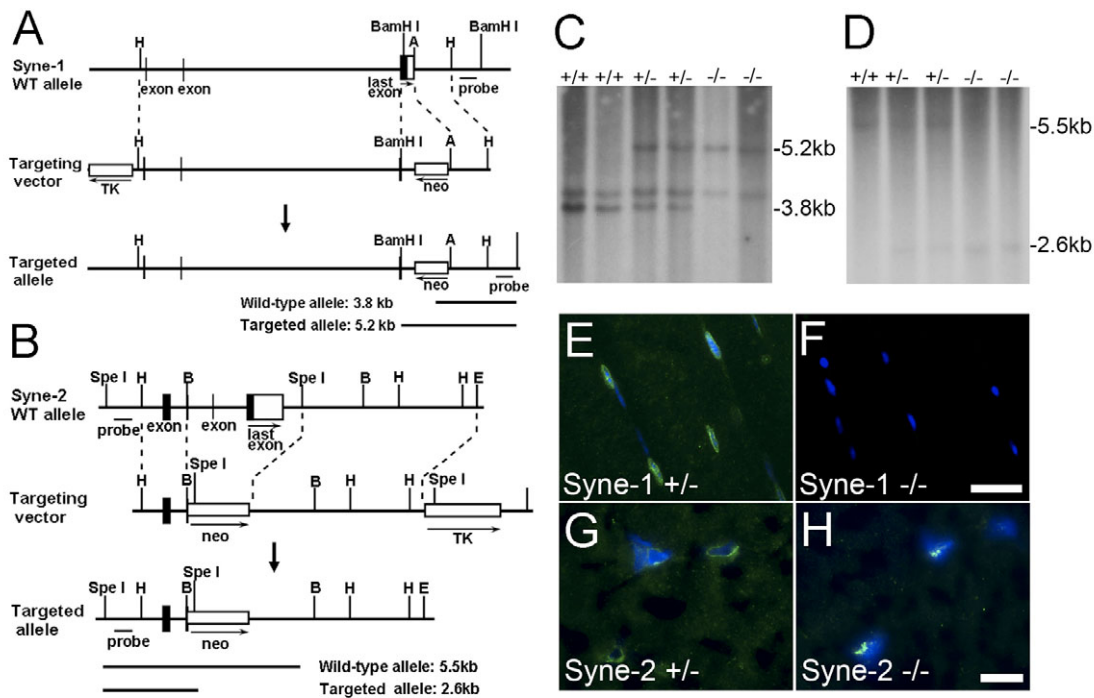 A
H
BamH I
A
H
BamH I
Syne-1
WT allele
exon
exon
last
exon
probe
H
BamH I
A
H
Targeting
vector
TK
neo
H
BamH I
A
H
Targeted
allele
neo
probe
Wild-type allele: 3.8 kb
Targeted allele: 5.2 kb
B
Spe I
H
B
Spe I
B
H
H
E
Syne-2
WT allele
probe
exon
exon
last
exon
H
B
Spe I
B
H
H
Spe I
Targeting
vector
neo
TK
Spe I
H
B
Spe I
B
H
H
E
Targeted
allele
probe
neo
Wild-type allele: 5.5kb
Targeted allele: 2.6kb
C
+/+ +/+ +/- +/- -/- -/-
-5.2kb
-3.8kb
D
+/+ +/- +/- -/- -/-
-5.5kb
-2.6kb
E
Syne-1 +/-
F
Syne-1 -/-
G
Syne-2 +/-
H
Syne-2 -/-